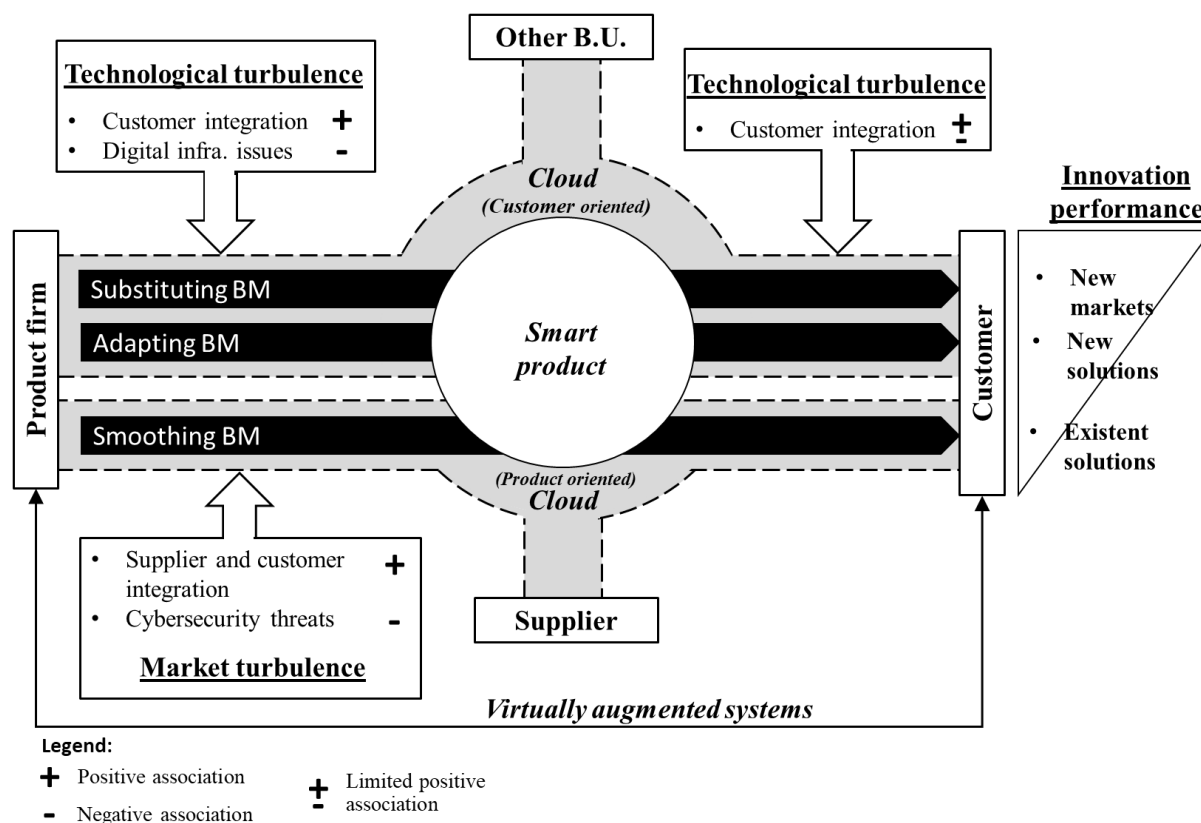 Other B.U.
Technological turbulence
• Customer integration +
• Digital infra. issues -
Technological turbulence
• Customer integration ±
Cloud
(Customer oriented)
Innovation
performance
Product firm
Substituting BM
Adapting BM
Smoothing BM
Smart
product
Customer
• New
markets
• New
solutions
• Existent
solutions
(Product oriented)
Cloud
• Supplier and customer +
integration
• Cybersecurity threats -
Market turbulence
Supplier
Virtually augmented systems
Legend:
+ Positive association
- Negative association
± Limited positive
association